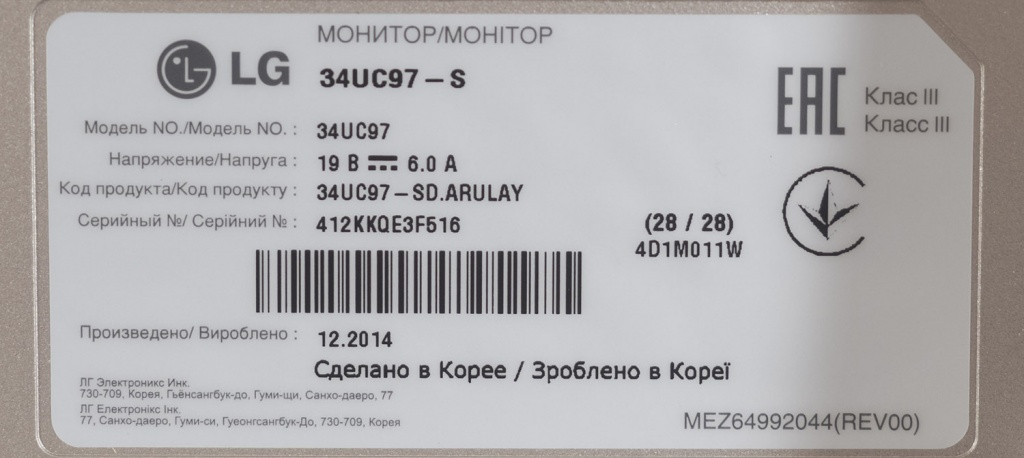 МОНИТОР/МОНІТОР
LG 34UC97-S
EAC Клас III
Класс III
Модель NO./Модель NO. : 34UC97
Напряжение/Напруга : 19 В 6.0 A
Код продукта/Код продукту : 34UC97-SD.ARULAY
Серийный №/ Серійний № : 412KKQE3F516
(28 / 28)
4D1M011W
Произведено/ Вироблено : 12.2014
Сделано в Корее / Зроблено в Кореї
ЛГ Электроникс Инк.
730-709, Корея, Гьёнсангбук-до, Гуми-щи, Санхо-даеро, 77
ЛГ Електронікс Інк.
77, Санхо-даеро, Гуми-си, Гуеонгсангбук-До, 730-709, Корея
MEZ64992044(REV00)